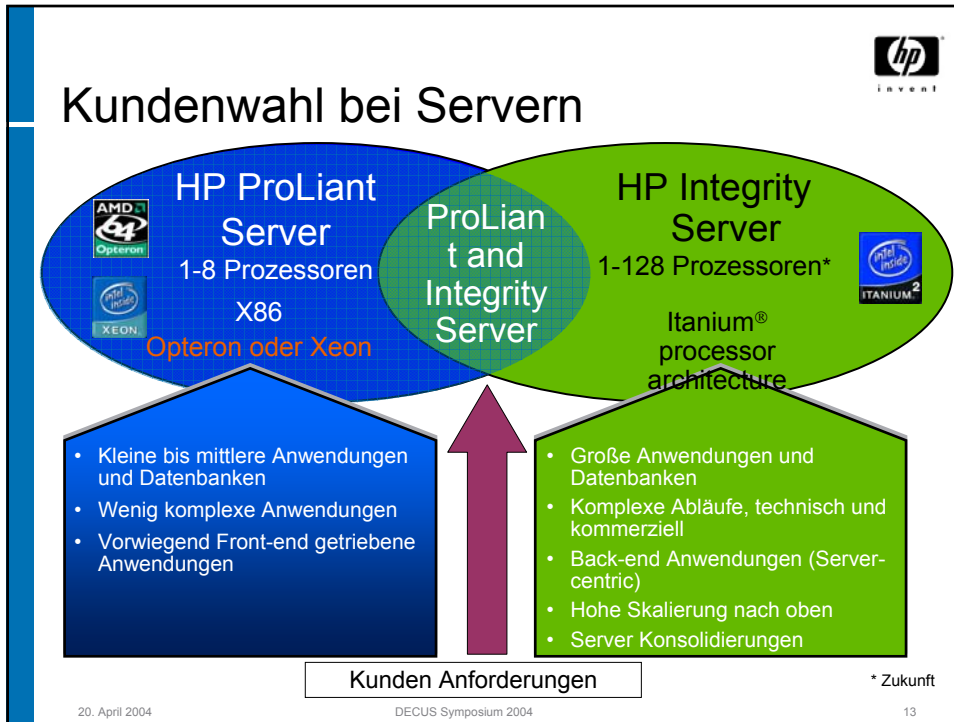 hp
invent
Kundenwahl bei Servern
HP ProLiant
Server
1-8 Prozessoren
X86
Opteron oder Xeon
AMD
64
Opteron
intel
inside
XEON
ProLian
t and
Integrity
Server
HP Integrity
Server
1-128 Prozessoren*
Itanium®
processor
architecture
intel
inside
ITANIUM 2
• Kleine bis mittlere Anwendungen
und Datenbanken
• Wenig komplexe Anwendungen
• Vorwiegend Front-end getriebene
Anwendungen
• Große Anwendungen und
Datenbanken
• Komplexe Abläufe, technisch und
kommerziell
• Back-end Anwendungen (Server-
centric)
• Hohe Skalierung nach oben
• Server Konsolidierungen
Kunden Anforderungen
* Zukunft
20. April 2004 DECUS Symposium 2004 13